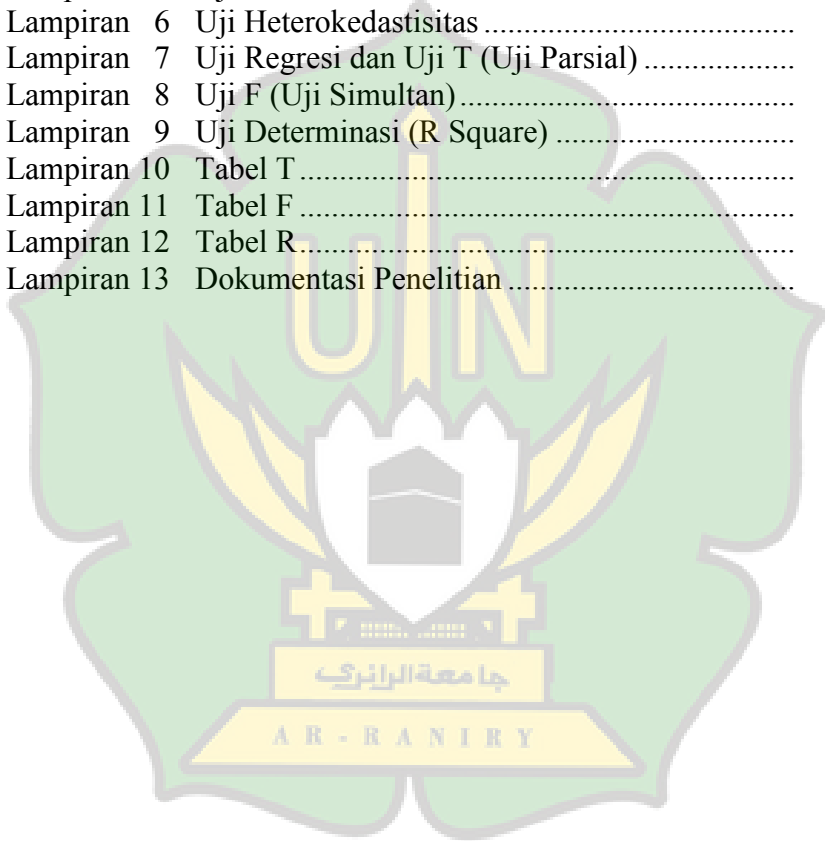 Lampiran 6 Uji Heterokedastisitas .......................................
Lampiran 7 Uji Regresi dan Uji T (Uji Parsial) ...................
Lampiran 8 Uji F (Uji Simultan) ..........................................
Lampiran 9 Uji Determinasi (R Square) ..............................
Lampiran 10 Tabel T ..............................................................
Lampiran 11 Tabel F ..............................................................
Lampiran 12 Tabel R ..............................................................
Lampiran 13 Dokumentasi Penelitian ....................................
UIN
جامعةالرانري
AR-RANIRY